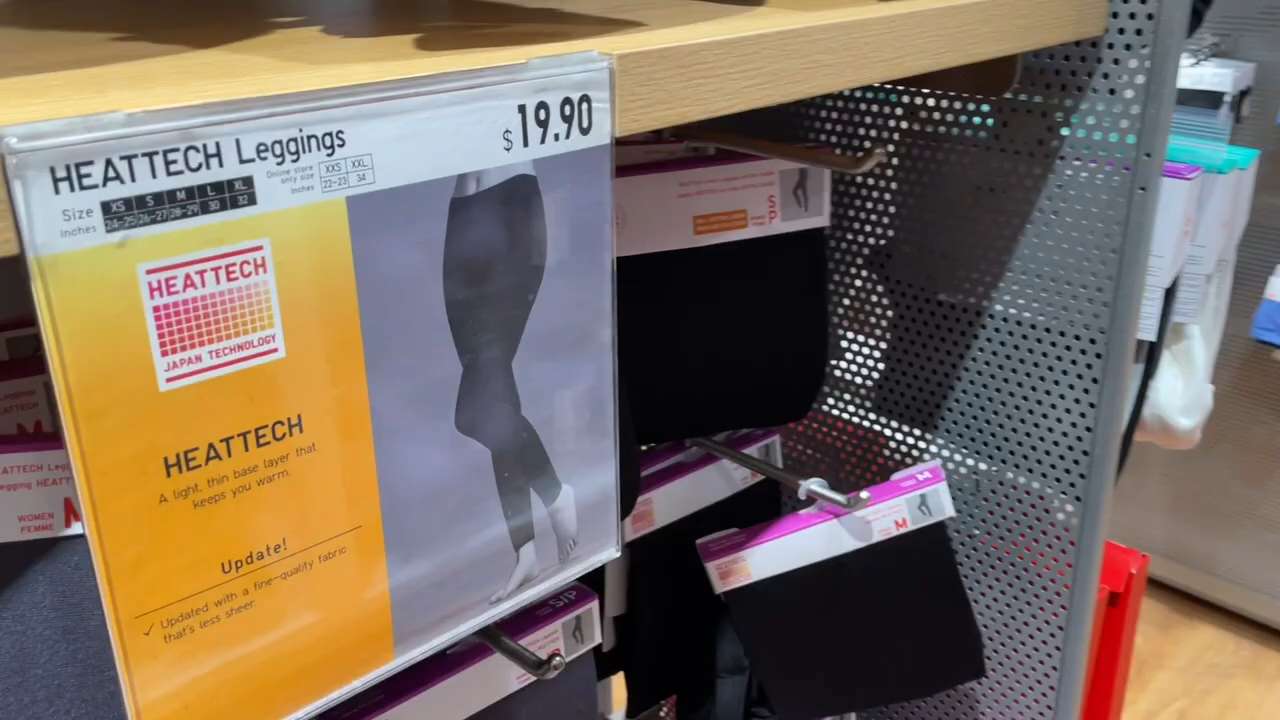 HEATTECH Leggings
$19.90
Size
Inches
XS S M L XL
24-25 26-27 28-29 30 32
Online store
only size
Inches
XXS XXL
22-23 34
HEATTECH
JAPAN TECHNOLOGY
HEATTECH
A light, thin base layer that
keeps you warm.
Update!
✓ Updated with a fine-quality fabric
that's less sheer.
S
P
M
M
S/P
WOMEN
FEMME
M